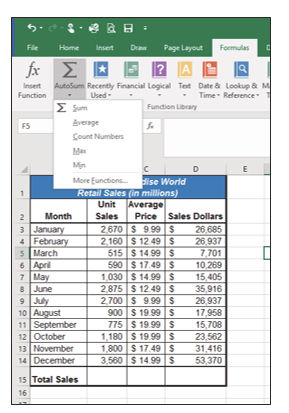 File Home Insert Draw Page Layout Formulas D
fx Σ ? A
Insert Function AutoSum Recently Used Financial Logical Text Date & Time Lookup & Reference
Σ Sum
Average
Count Numbers
Max
Min
More Functions...
Function Library
F5 fx
C D E
1 dise World
Retail Sales (in millions)
2 Month Unit Sales Average Price Sales Dollars
3 January 2,670 $ 9.99 $ 26,685
4 February 2,160 $ 12.49 $ 26,937
5 March 515 $ 14.99 $ 7,701
6 April 590 $ 17.49 $ 10,269
7 May 1,030 $ 14.99 $ 15,405
8 June 2,875 $ 12.49 $ 35,916
9 July 2,700 $ 9.99 $ 26,937
10 August 900 $ 19.99 $ 17,958
11 September 775 $ 19.99 $ 15,708
12 October 1,180 $ 19.99 $ 23,562
13 November 1,800 $ 17.49 $ 31,416
14 December 3,560 $ 14.99 $ 53,370
15 Total Sales
16